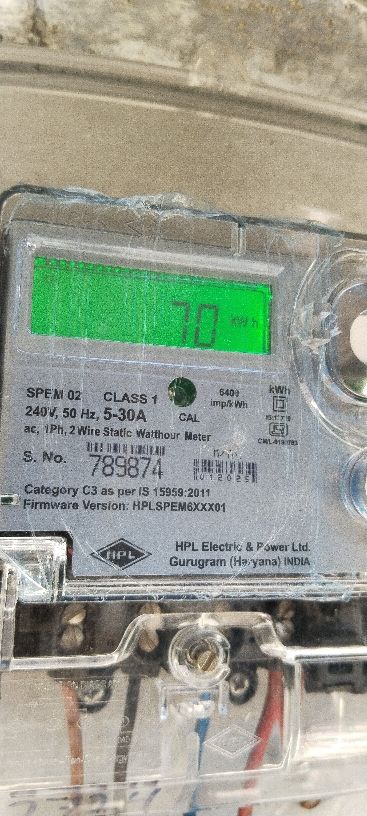 70 kWh
SPEM 02 CLASS 1
240V, 50 Hz, 5-30A CAL
6400 imp/kWh
kWh
ac, 1Ph, 2 Wire Static Watthour Meter
S. No. 789874
Category C3 as per IS 15959:2011
Firmware Version: HPLSPEM6XXX01
HPL
HPL Electric & Power Ltd.
Gurugram (Haryana) INDIA
HPL